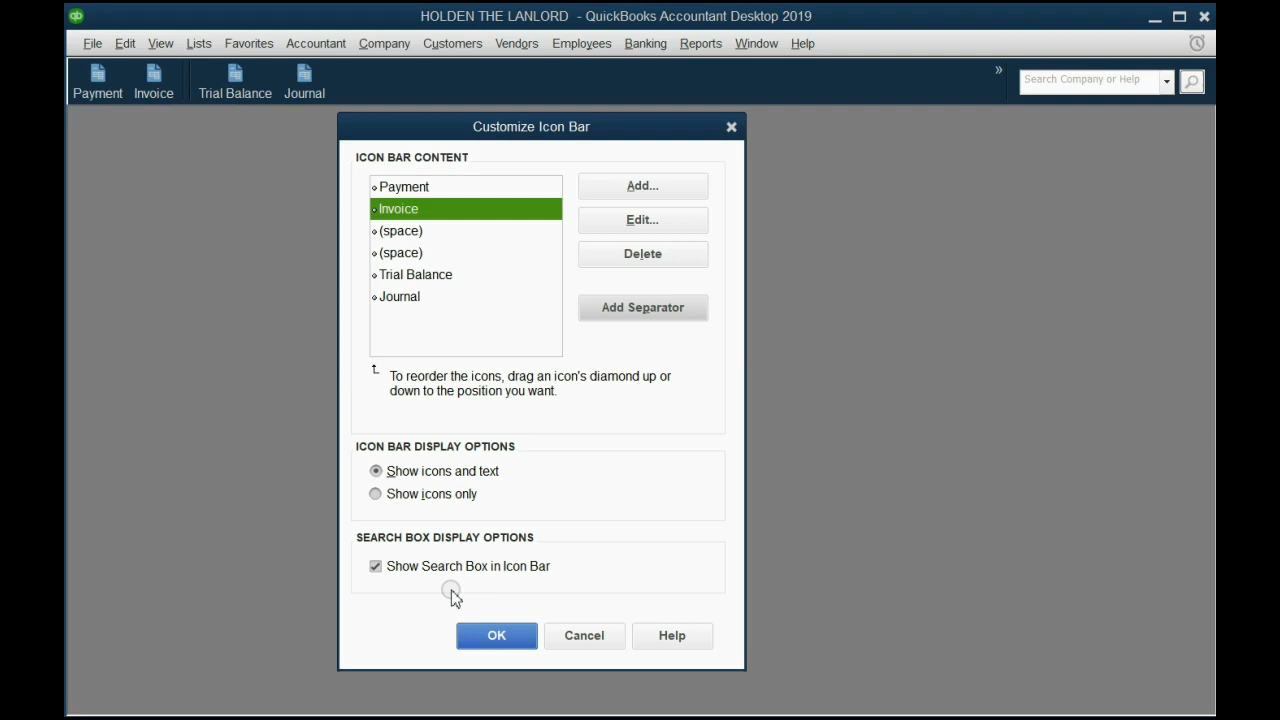 qb
HOLDEN THE LANLORD - QuickBooks Accountant Desktop 2019
File Edit View Lists Favorites Accountant Company Customers Vendors Employees Banking Reports Window Help
Payment Invoice Trial Balance Journal » Search Company or Help
Customize Icon Bar
ICON BAR CONTENT
Payment
Invoice
(space)
(space)
Trial Balance
Journal
Add...
Edit...
Delete
Add Separator
To reorder the icons, drag an icon's diamond up or
down to the position you want.
ICON BAR DISPLAY OPTIONS
Show icons and text
Show icons only
SEARCH BOX DISPLAY OPTIONS
Show Search Box in Icon Bar
OK Cancel Help